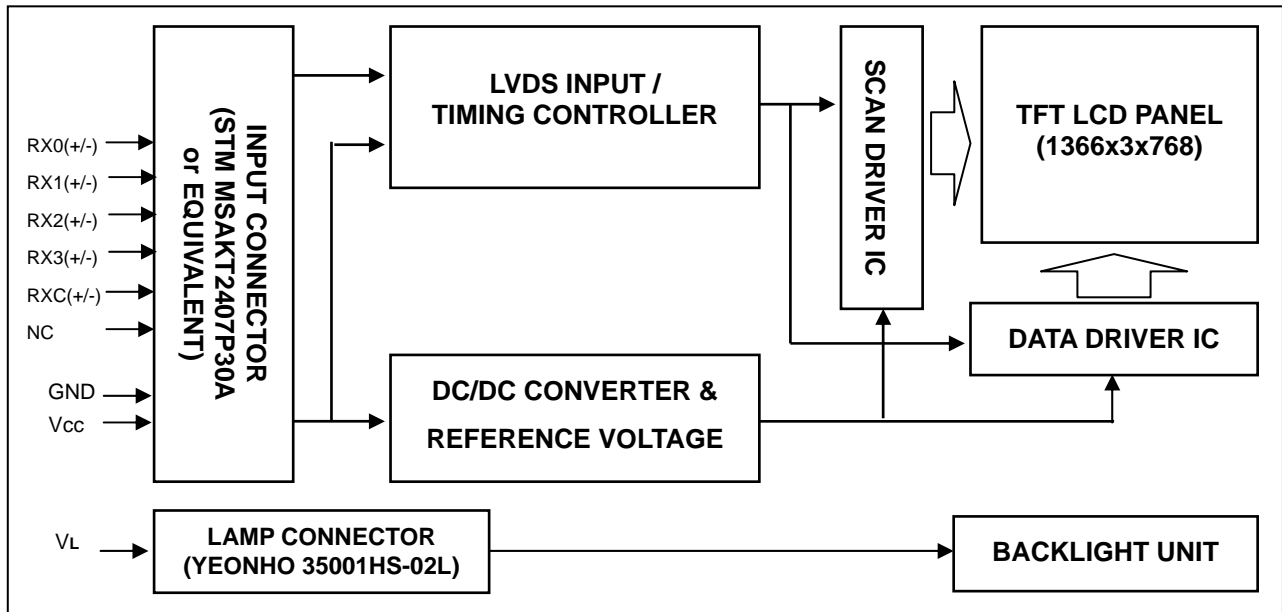 RX0(+/-)
RX1(+/-)
RX2(+/-)
RX3(+/-)
RXC(+/-)
NC
GND
Vcc
INPUT CONNECTOR
(STM MSAKT2407P30A
or EQUIVALENT)
LVDS INPUT /
TIMING CONTROLLER
SCAN DRIVER IC
TFT LCD PANEL
(1366x3x768)
DATA DRIVER IC
DC/DC CONVERTER &
REFERENCE VOLTAGE
VL
LAMP CONNECTOR
(YEONHO 35001HS-02L)
BACKLIGHT UNIT